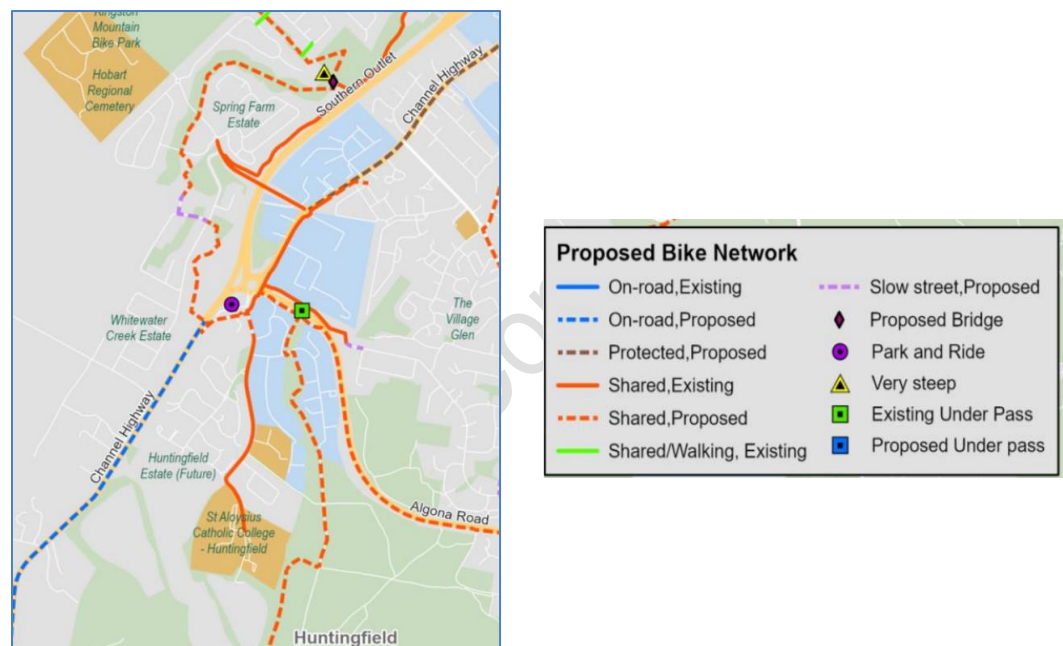 Kingston
Mountain
Bike Park
Hobart
Regional
Cemetery
Spring Farm
Estate
Southern Outlet
Channel Highway
Whitewater
Creek Estate
The
Village
Glen
Channel Highway
Huntingfield
Estate (Future)
St Aloysius
Catholic College
- Huntingfield
Algona Road
Huntingfield
Proposed Bike Network
On-road,Existing
On-road,Proposed
Protected,Proposed
Shared,Existing
Shared,Proposed
Shared/Walking, Existing
Slow street,Proposed
Proposed Bridge
Park and Ride
Very steep
Existing Under Pass
Proposed Under pass